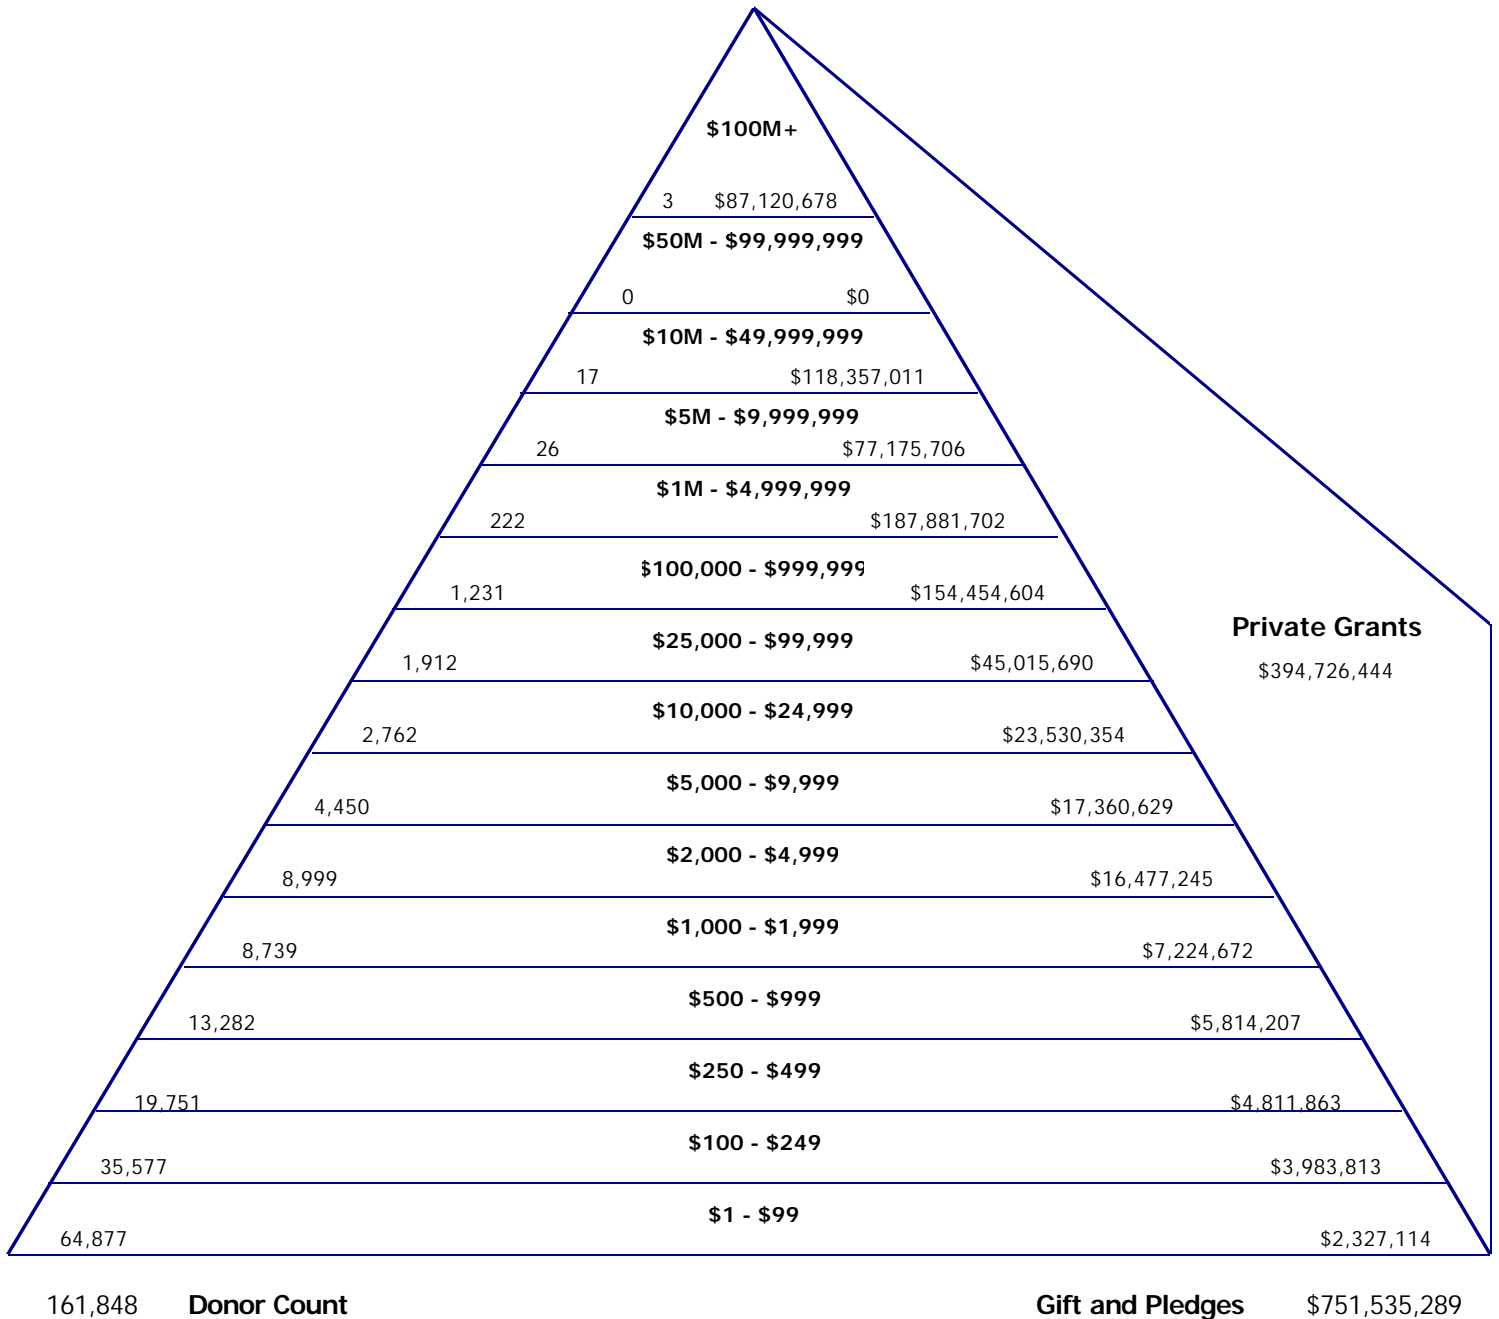 $100M+
3 $87,120,678
$50M - $99,999,999
0 $0
$10M - $49,999,999
17 $118,357,011
$5M - $9,999,999
26 $77,175,706
$1M - $4,999,999
222 $187,881,702
$100,000 - $999,999
1,231 $154,454,604
$25,000 - $99,999
1,912 $45,015,690
$10,000 - $24,999
2,762 $23,530,354
$5,000 - $9,999
4,450 $17,360,629
$2,000 - $4,999
8,999 $16,477,245
$1,000 - $1,999
8,739 $7,224,672
$500 - $999
13,282 $5,814,207
$250 - $499
19,751 $4,811,863
$100 - $249
35,577 $3,983,813
$1 - $99
64,877 $2,327,114
Private Grants
$394,726,444
161,848 Donor Count Gift and Pledges $751,535,289